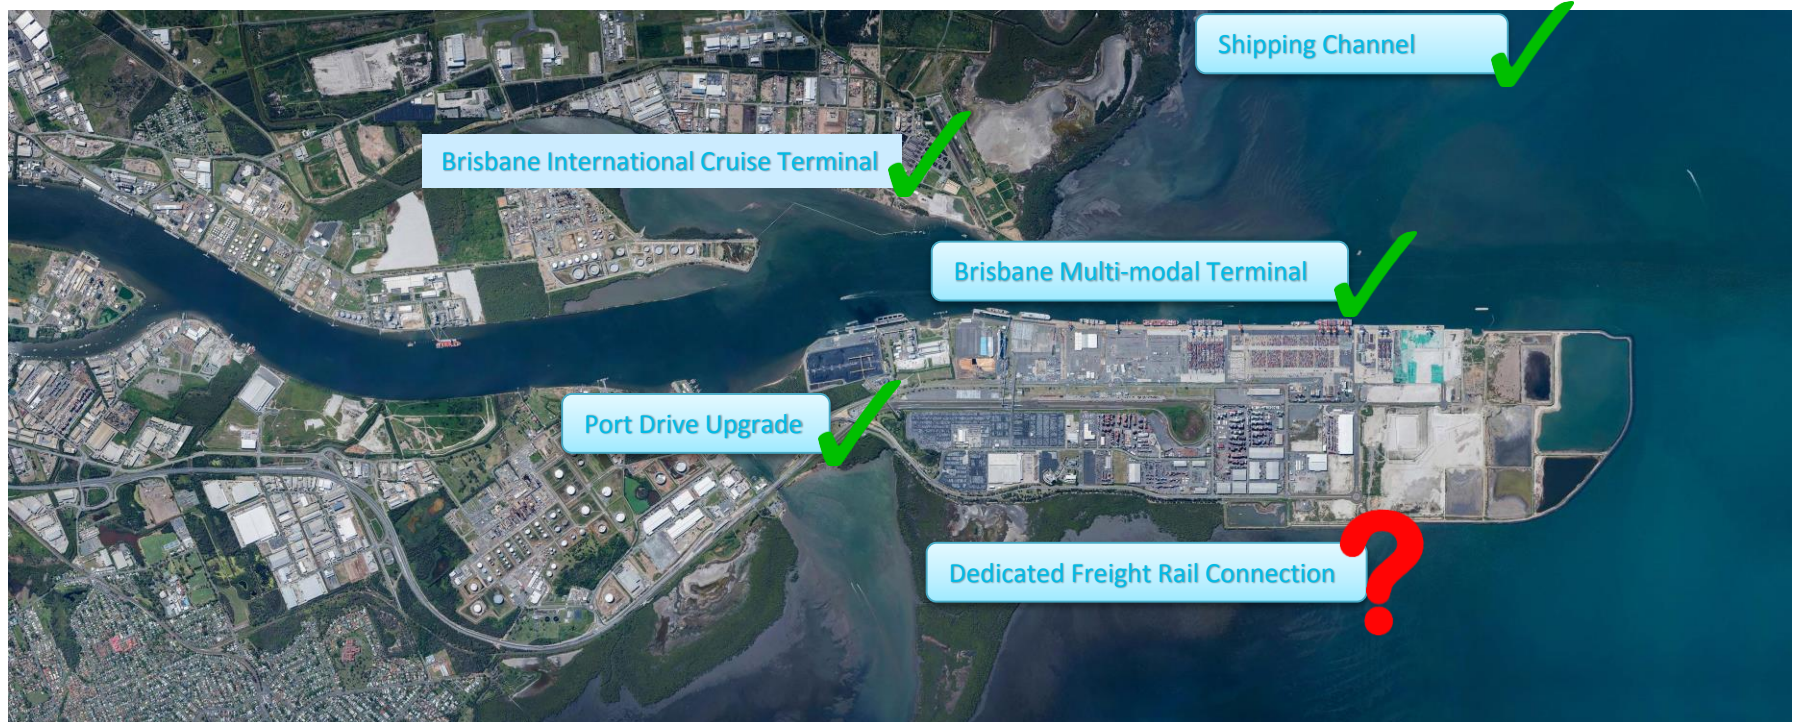 Shipping Channel
Brisbane International Cruise Terminal
Brisbane Multi-modal Terminal
Port Drive Upgrade
Dedicated Freight Rail Connection
?